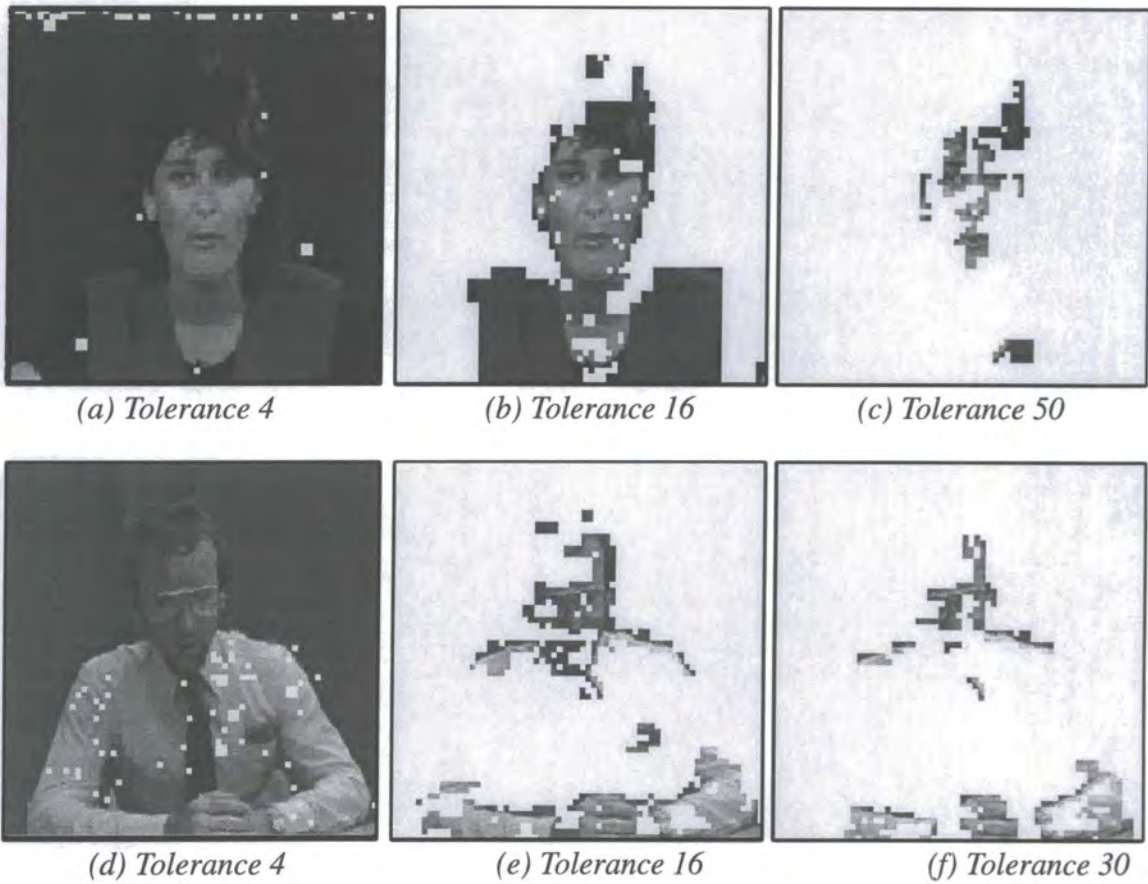 (a) Tolerance 4
(b) Tolerance 16
(c) Tolerance 50
(d) Tolerance 4
(e) Tolerance 16
(f) Tolerance 30